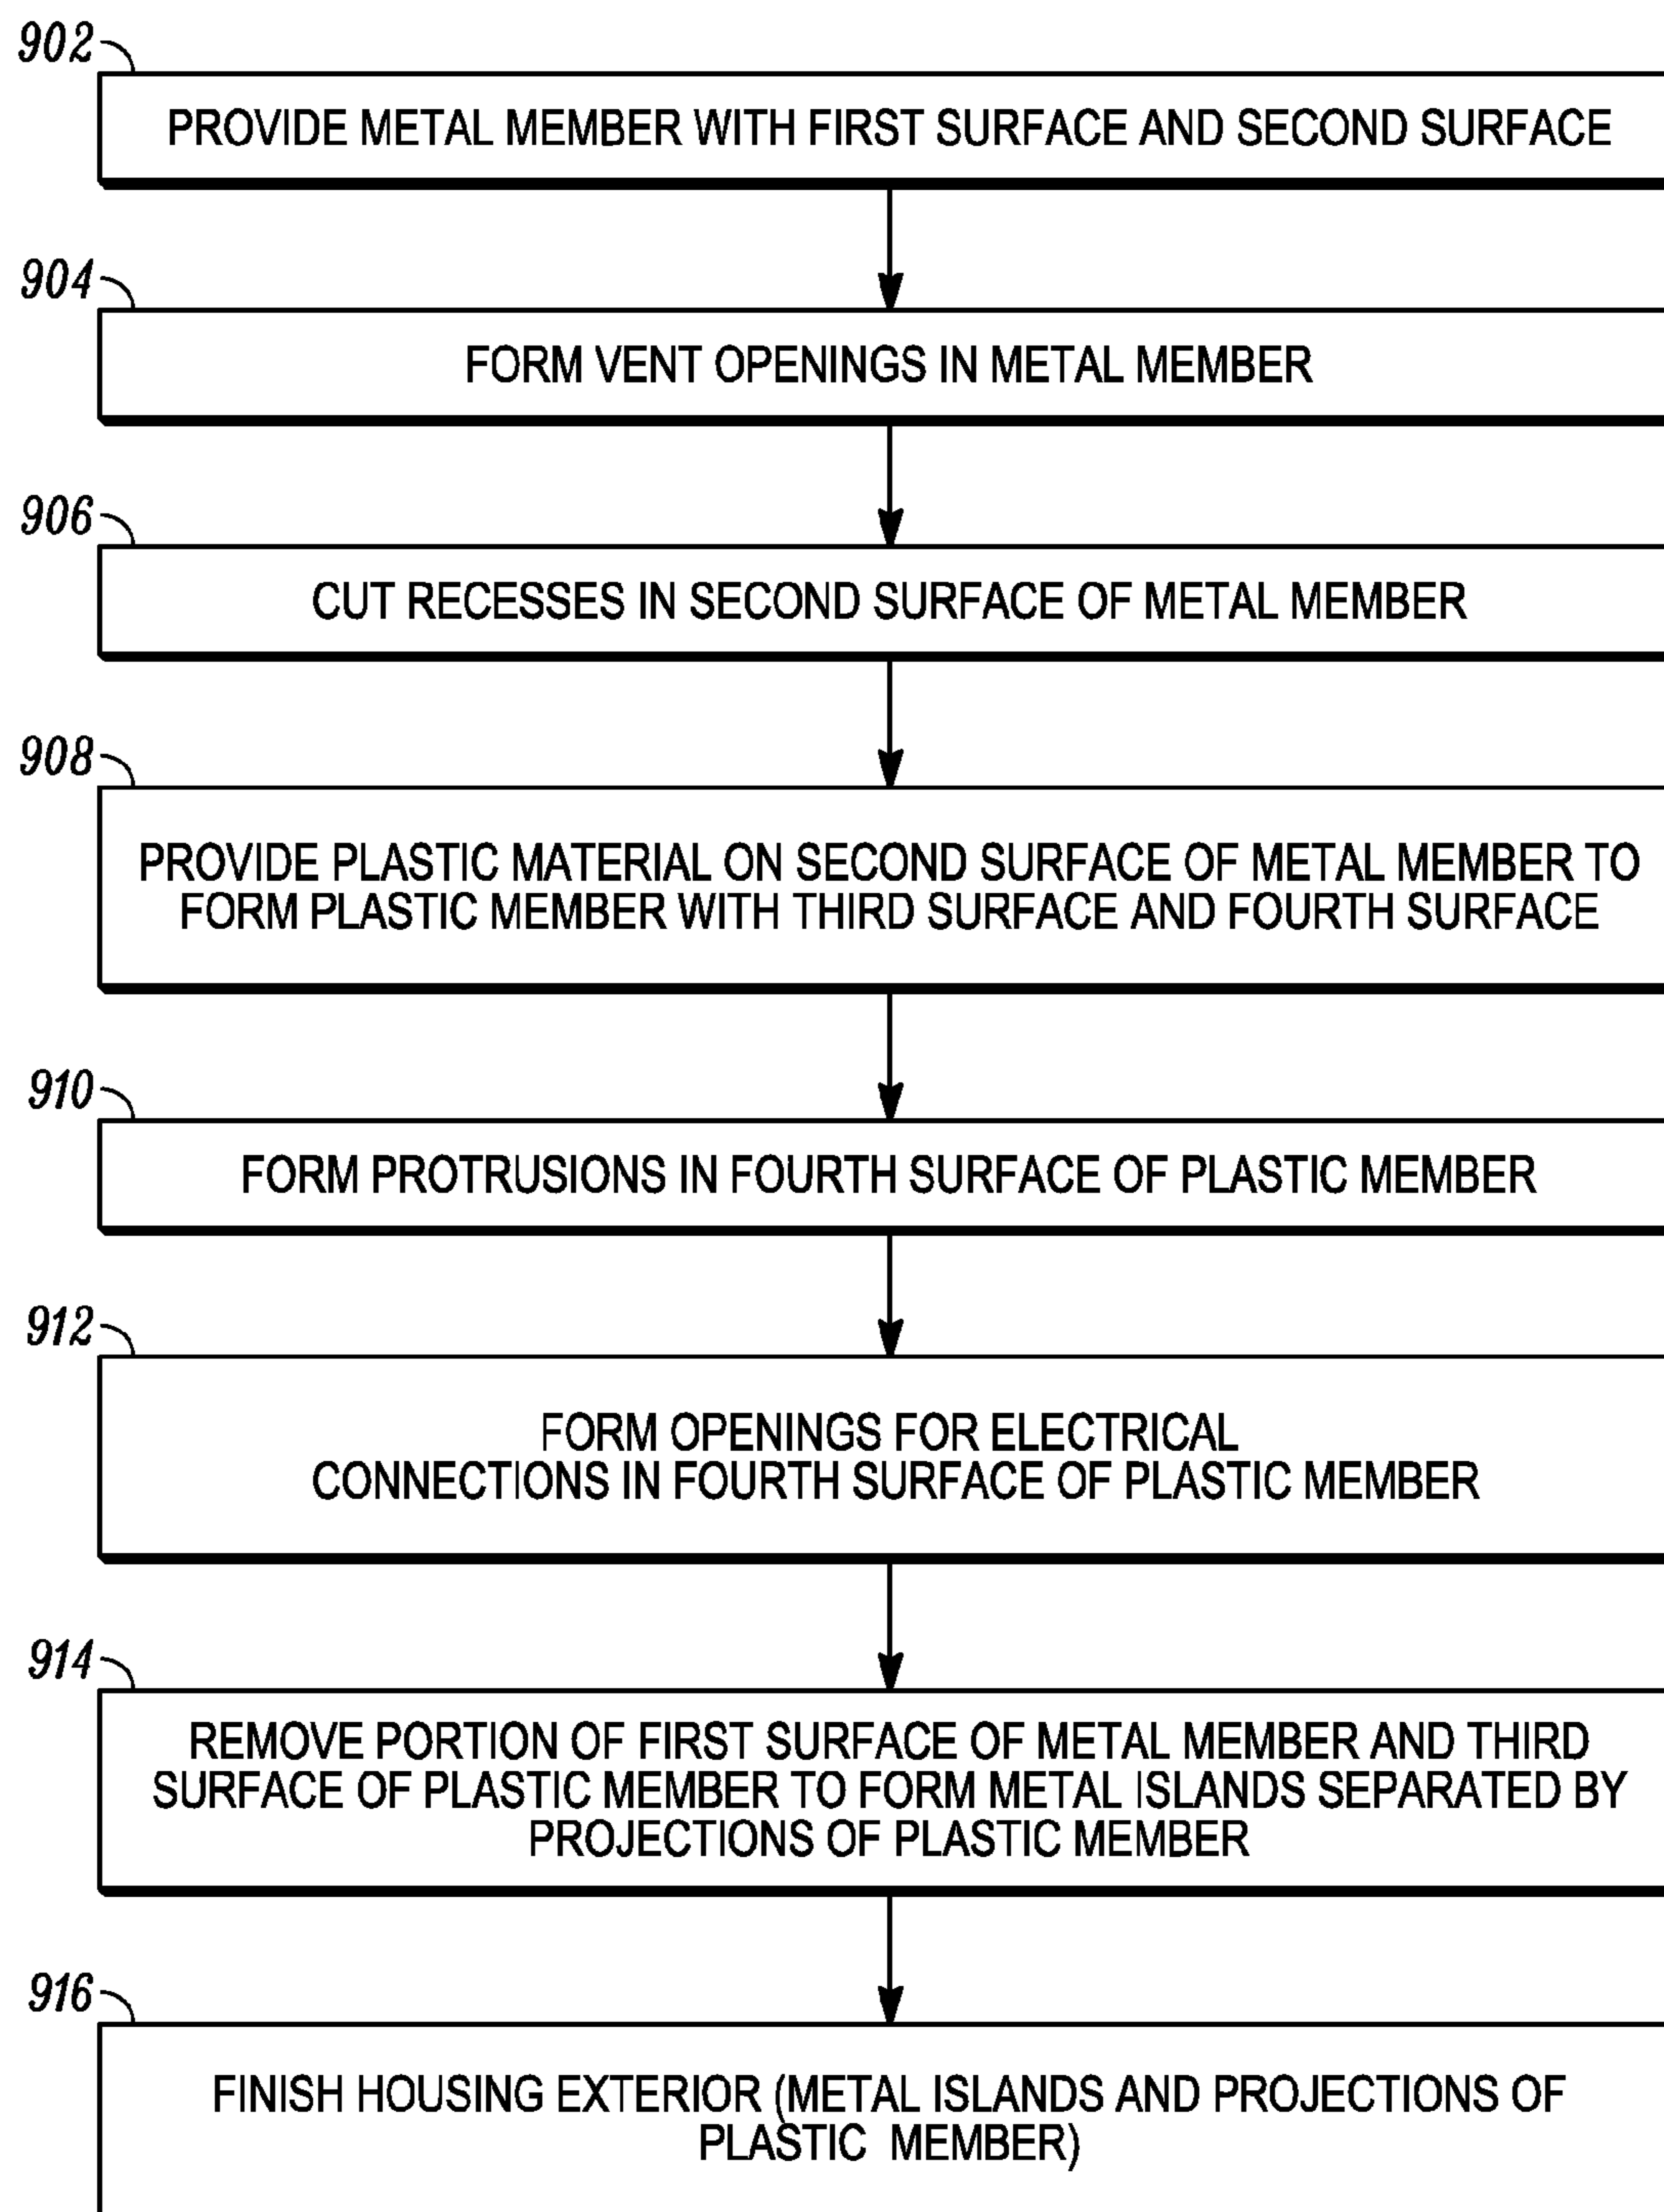 902
PROVIDE METAL MEMBER WITH FIRST SURFACE AND SECOND SURFACE
904
FORM VENT OPENINGS IN METAL MEMBER
906
CUT RECESSES IN SECOND SURFACE OF METAL MEMBER
908
PROVIDE PLASTIC MATERIAL ON SECOND SURFACE OF METAL MEMBER TO
FORM PLASTIC MEMBER WITH THIRD SURFACE AND FOURTH SURFACE
910
FORM PROTRUSIONS IN FOURTH SURFACE OF PLASTIC MEMBER
912
FORM OPENINGS FOR ELECTRICAL
CONNECTIONS IN FOURTH SURFACE OF PLASTIC MEMBER
914
REMOVE PORTION OF FIRST SURFACE OF METAL MEMBER AND THIRD
SURFACE OF PLASTIC MEMBER TO FORM METAL ISLANDS SEPARATED BY
PROJECTIONS OF PLASTIC MEMBER
916
FINISH HOUSING EXTERIOR (METAL ISLANDS AND PROJECTIONS OF
PLASTIC MEMBER)